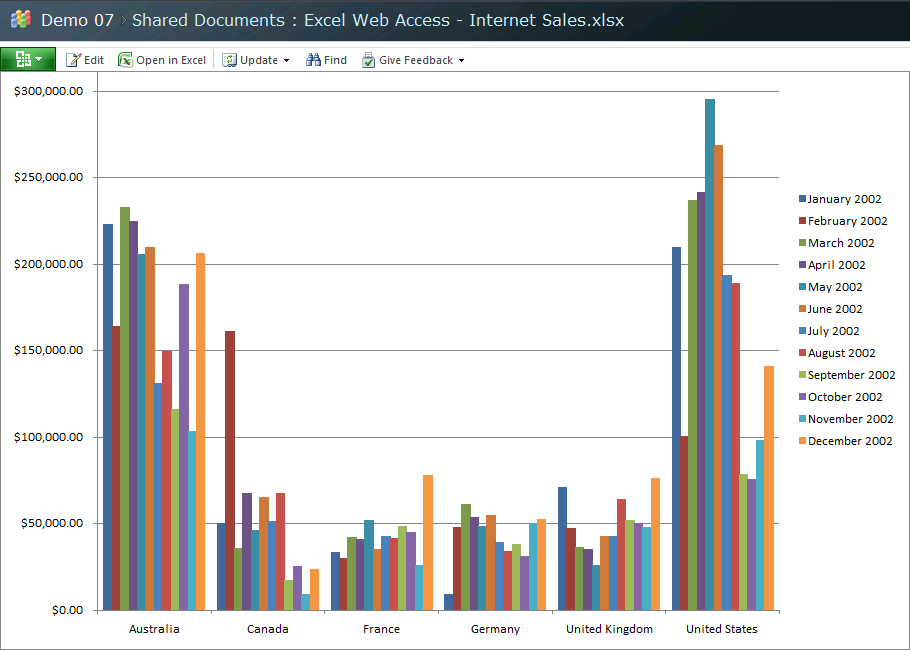 Demo 07 › Shared Documents : Excel Web Access - Internet Sales.xlsx
Edit Open in Excel Update Find Give Feedback
$300,000.00
$250,000.00
$200,000.00
$150,000.00
$100,000.00
$50,000.00
$0.00
Australia Canada France Germany United Kingdom United States
January 2002
February 2002
March 2002
April 2002
May 2002
June 2002
July 2002
August 2002
September 2002
October 2002
November 2002
December 2002